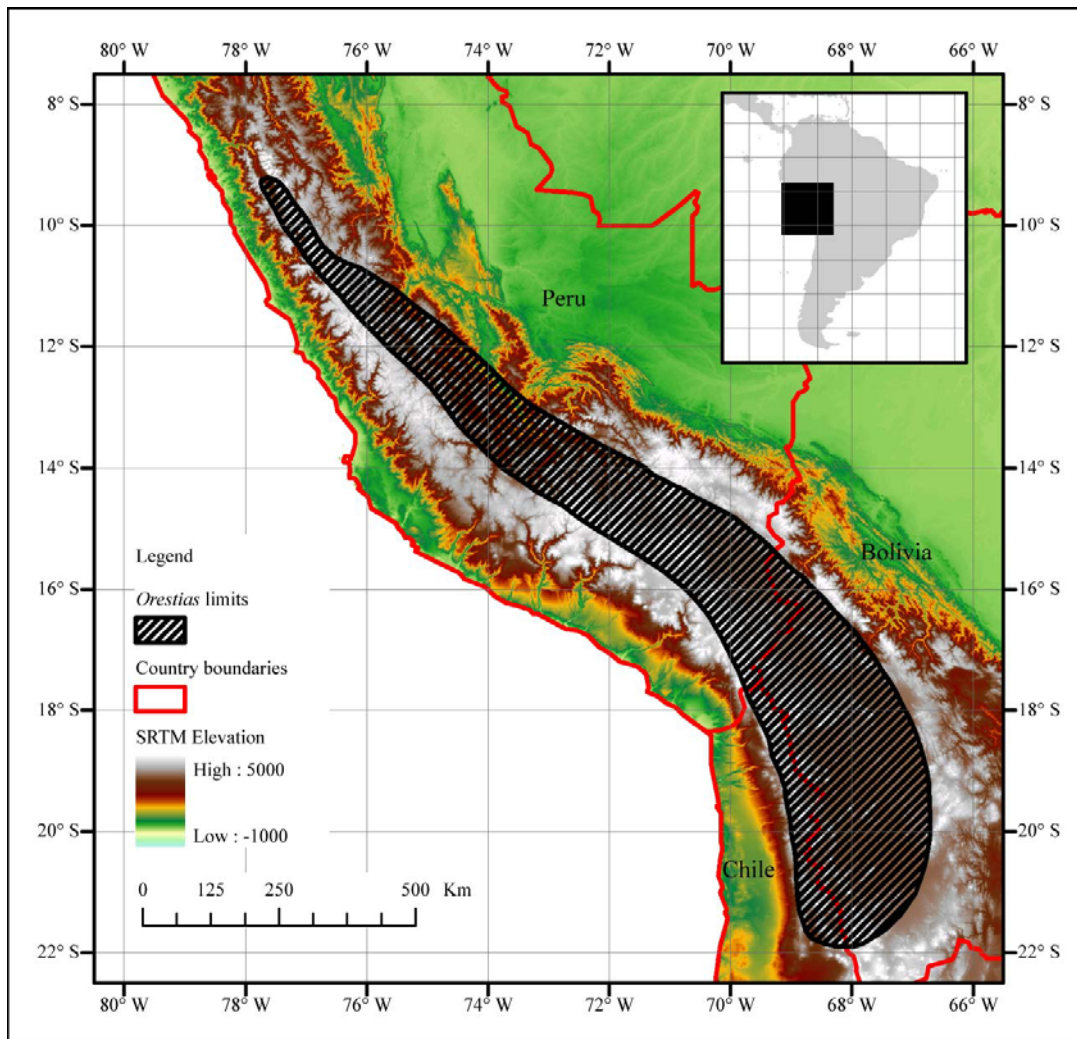 80° W 78° W 76° W 74° W 72° W 70° W 68° W 66° W
8° S 8° S
10° S 10° S
Peru
12° S 12° S
14° S 14° S
Bolivia
Legend
16° S 16° S
Orestias limits
Country boundaries
18° S 18° S
SRTM Elevation
High : 5000
Low : -1000
20° S 20° S
Chile
0 125 250 500 Km
22° S 22° S
80° W 78° W 76° W 74° W 72° W 70° W 68° W 66° W